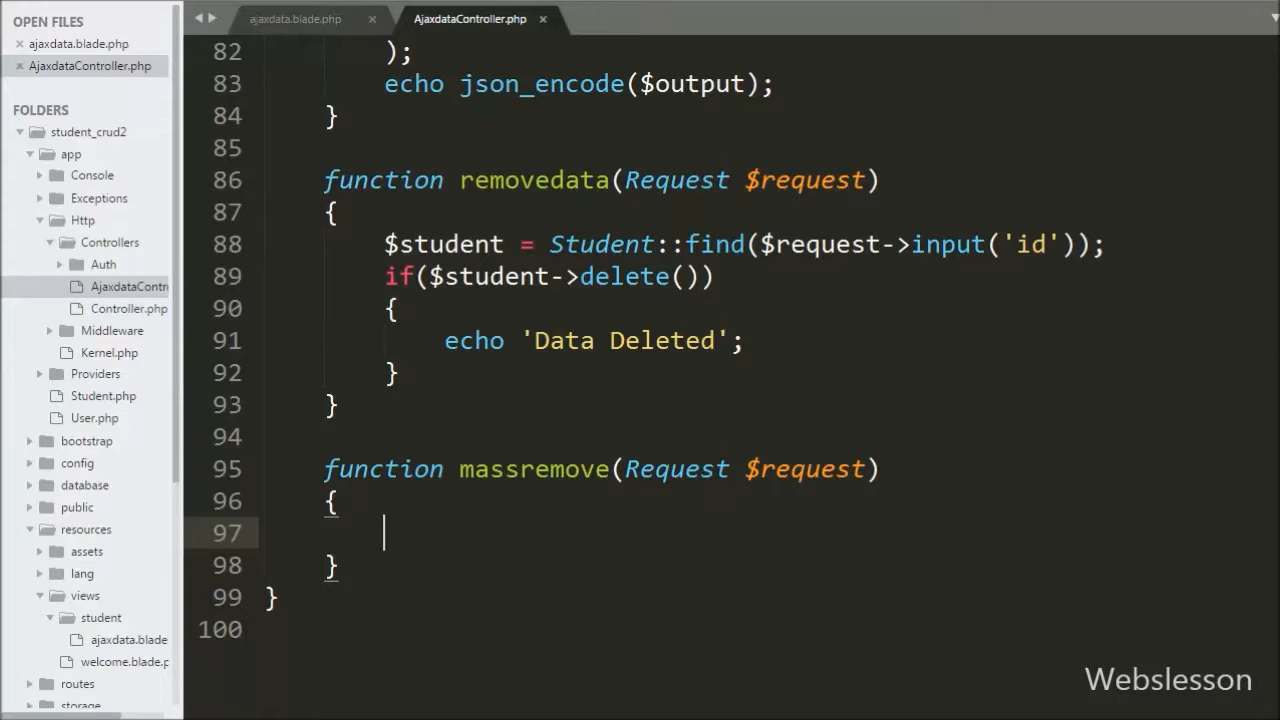 OPEN FILES
ajaxdata.blade.php
AjaxdataController.php
FOLDERS
student_crud2
app
Console
Exceptions
Http
Controllers
Auth
AjaxdataContr
Controller.php
Middleware
Kernel.php
Providers
Student.php
User.php
bootstrap
config
database
public
resources
assets
lang
views
student
ajaxdata.blade
welcome.blade.p
routes
storage
ajaxdata.blade.php
AjaxdataController.php
82 );
83 echo json_encode($output);
84 }
85
86 function removedata(Request $request)
87 {
88 $student = Student::find($request->input('id'));
89 if($student->delete())
90 {
91 echo 'Data Deleted';
92 }
93 }
94
95 function massremove(Request $request)
96 {
97
98 }
99 }
100
Webslesson